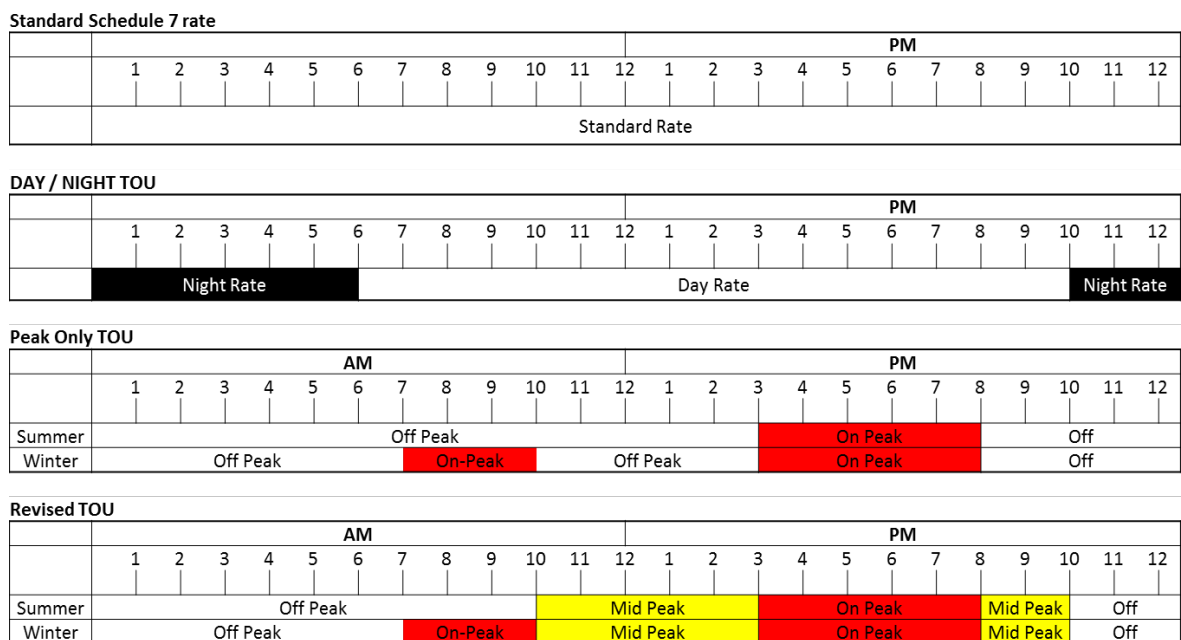 Standard Schedule 7 rate
PM
1 2 3 4 5 6 7 8 9 10 11 12 1 2 3 4 5 6 7 8 9 10 11 12
Standard Rate
DAY / NIGHT TOU
PM
1 2 3 4 5 6 7 8 9 10 11 12 1 2 3 4 5 6 7 8 9 10 11 12
Night Rate Day Rate Night Rate
Peak Only TOU
AM PM
1 2 3 4 5 6 7 8 9 10 11 12 1 2 3 4 5 6 7 8 9 10 11 12
Summer Off Peak On Peak Off
Winter Off Peak On-Peak Off Peak On Peak Off
Revised TOU
AM PM
1 2 3 4 5 6 7 8 9 10 11 12 1 2 3 4 5 6 7 8 9 10 11 12
Summer Off Peak Mid Peak On Peak Mid Peak Off
Winter Off Peak On-Peak Mid Peak On Peak Mid Peak Off